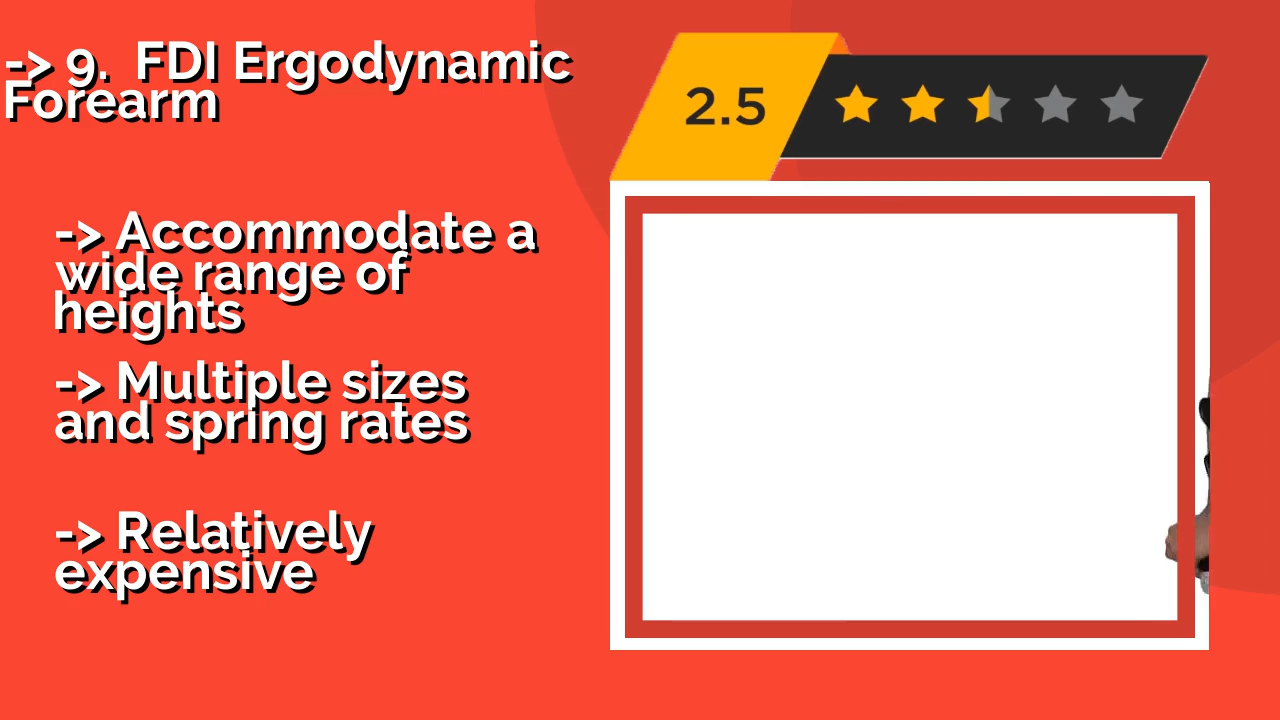 -> 9.  FDI Ergodynamic
Forearm
2.5
-> Accommodate a
wide range of
heights
-> Multiple sizes
and spring rates
-> Relatively
expensive